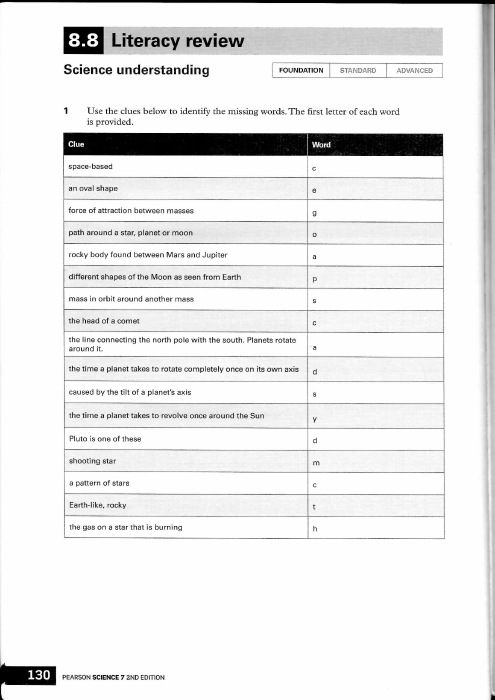 8.8 Literacy review
Science understanding
FOUNDATION STANDARD ADVANCED
1 Use the clues below to identify the missing words. The first letter of each word
is provided.
Clue Word
space-based c
an oval shape e
force of attraction between masses g
path around a star, planet or moon o
rocky body found between Mars and Jupiter a
different shapes of the Moon as seen from Earth p
mass in orbit around another mass s
the head of a comet c
the line connecting the north pole with the south. Planets rotate
around it. a
the time a planet takes to rotate completely once on its own axis d
caused by the tilt of a planet's axis s
the time a planet takes to revolve once around the Sun y
Pluto is one of these d
shooting star m
a pattern of stars c
Earth-like, rocky t
the gas on a star that is burning h
130 PEARSON SCIENCE 7 2ND EDITION